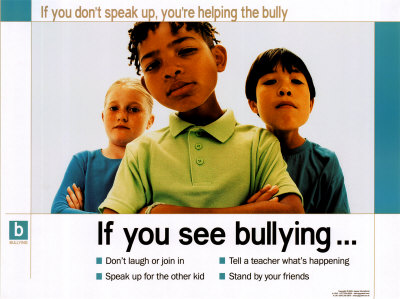 If you don't speak up, you're helping the bully
b
BULLYING
If you see bullying...
Don't laugh or join in
Tell a teacher what's happening
Speak up for the other kid
Stand by your friends